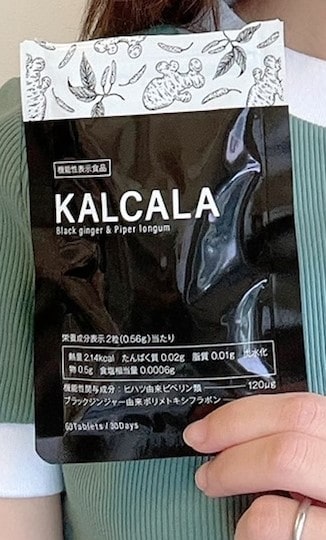 機能性表示食品
KALCALA
Black ginger & Piper longum
栄養成分表示 2粒(0.56g)当たり
熱量 2.14kcal たんぱく質 0.02g 脂質 0.01g 炭水化
物 0.5g 食塩相当量 0.0006g
機能性関与成分:ヒハツ由来ピペリン類 120μg
ブラックジンジャー由来ポリメトキシフラボン
60Tablets / 30Days